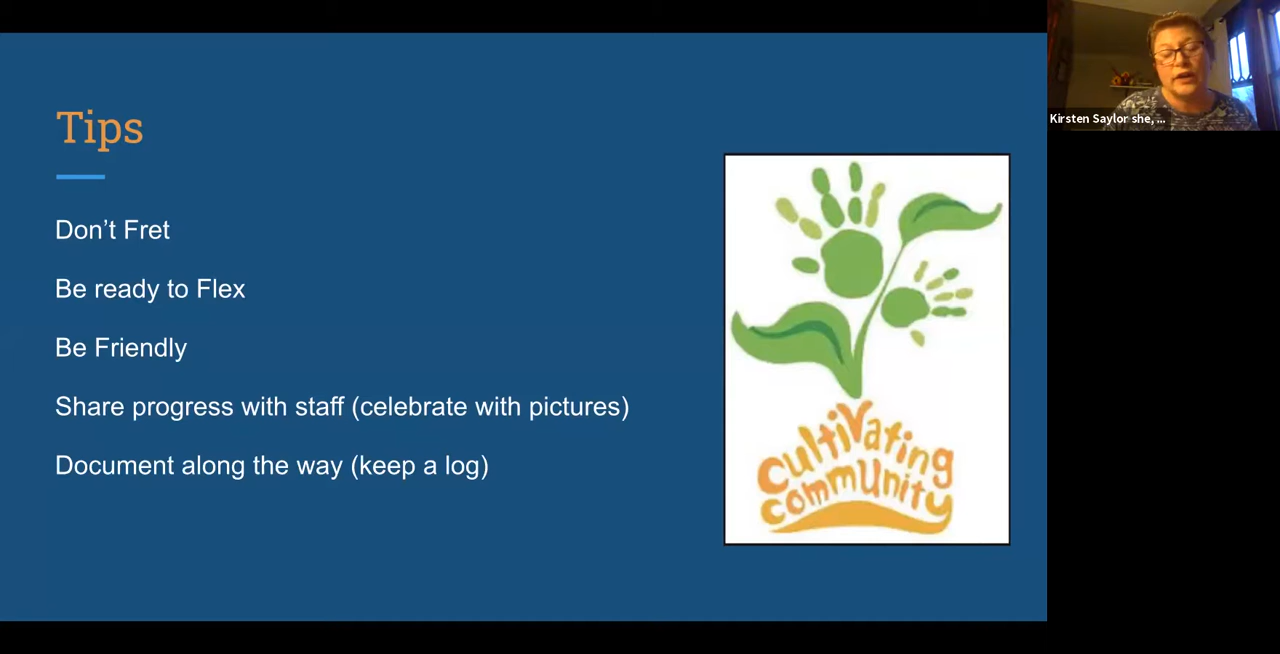 Tips
Don’t Fret
Be ready to Flex
Be Friendly
Share progress with staff (celebrate with pictures)
Document along the way (keep a log)
cultiVating
commUnity
Kirsten Saylor she, ...